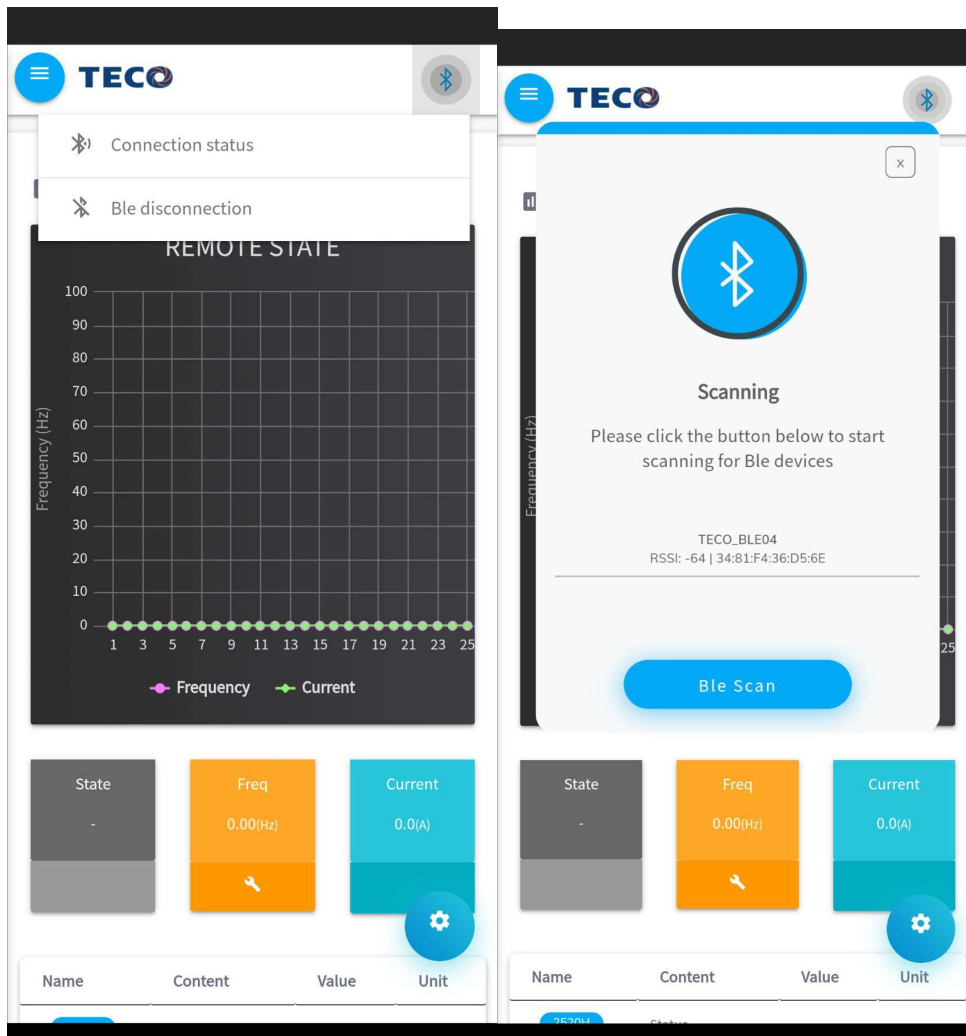 TECO
Connection status
Ble disconnection
REMOTE STATE
100
90
80
70
60
50
40
30
20
10
0
Frequency (Hz)
1 3 5 7 9 11 13 15 17 19 21 23 25
Frequency Current
State Freq Current
- 0.00(Hz) 0.0(A)
Name Content Value Unit
TECO
x
Scanning
Please click the button below to start
scanning for Ble devices
TECO_BLE04
RSSI: -64 | 34:81:F4:36:D5:6E
Ble Scan
Frequency (Hz)
25
State Freq Current
- 0.00(Hz) 0.0(A)
Name Content Value Unit
2520H Status